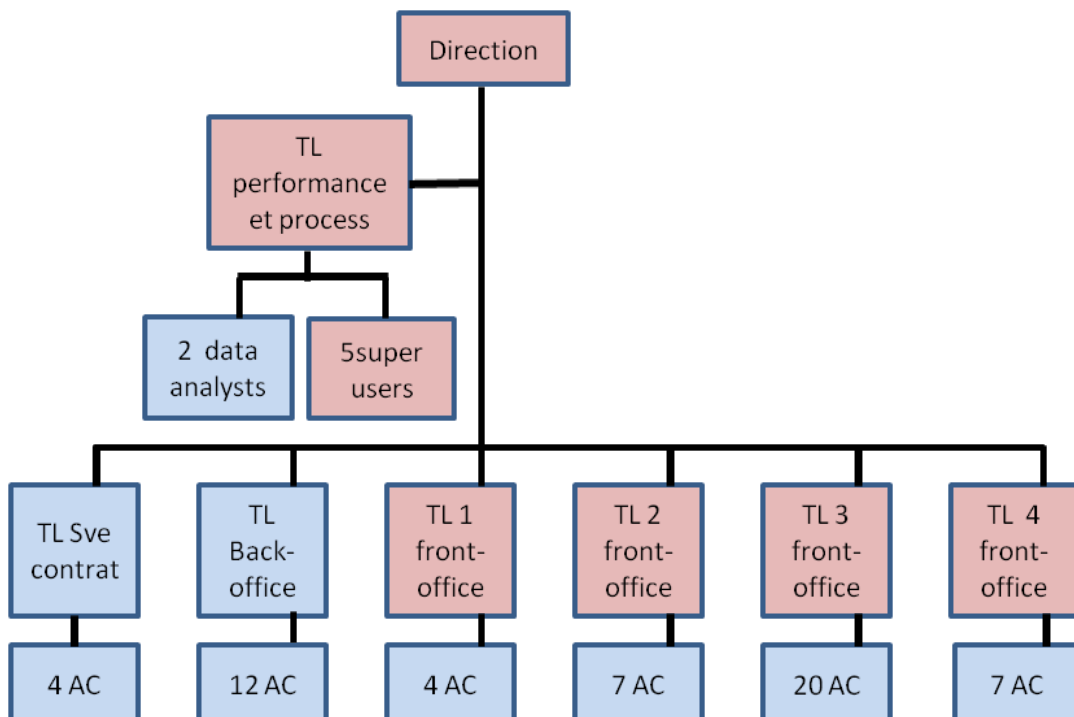 Direction
TL
performance
et process
2  data
analysts
5super
users
TL Sve
contrat
TL
Back-
office
TL 1
front-
office
TL 2
front-
office
TL 3
front-
office
TL  4
front-
office
4 AC
12 AC
4 AC
7 AC
20 AC
7 AC